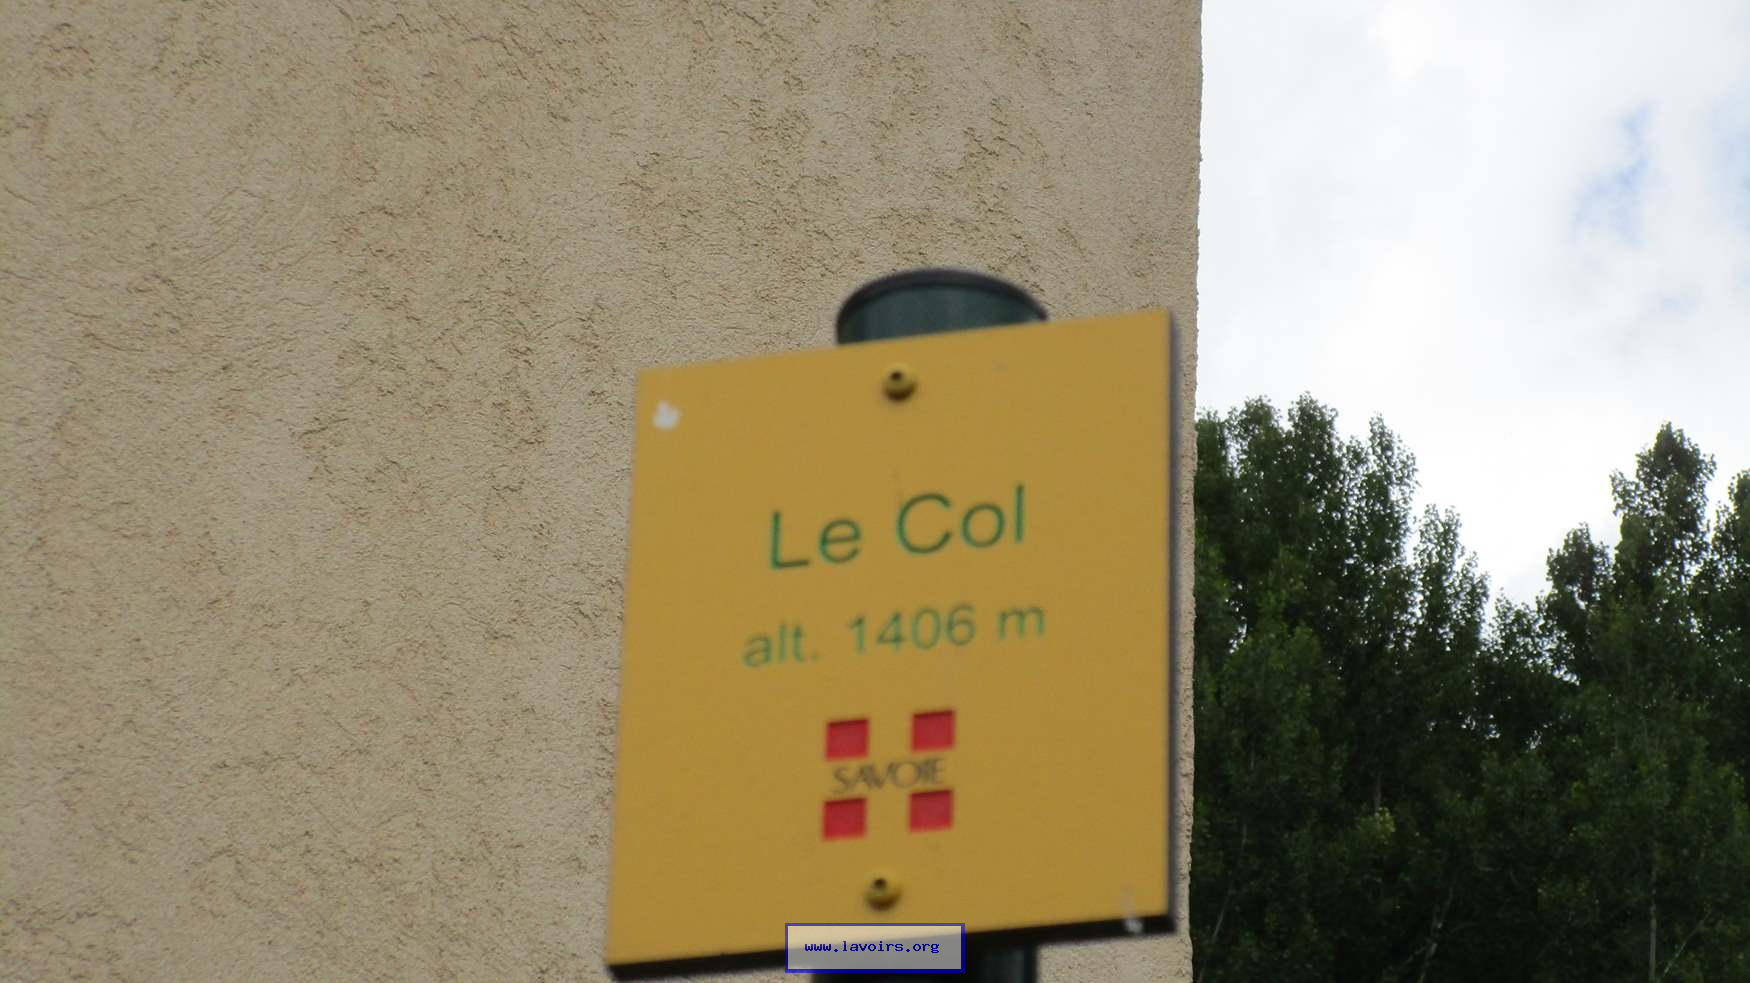 Le Col
alt. 1406 m
SAVOIE
www.lavoirs.org